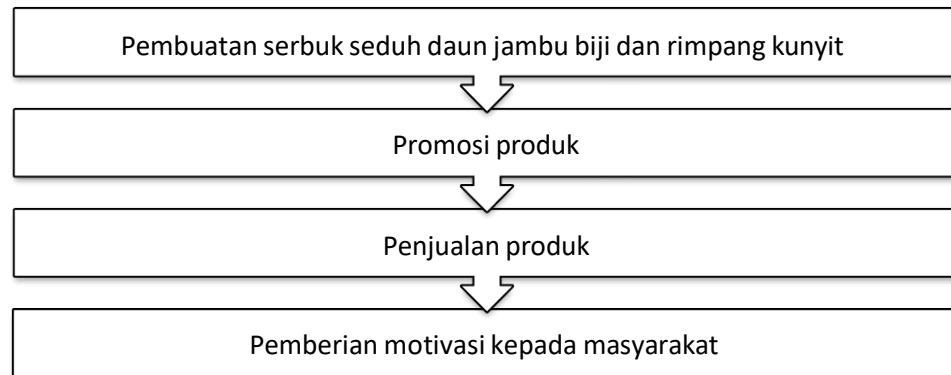 Pembuatan serbuk seduh daun jambu biji dan rimpang kunyit
Promosi produk
Penjualan produk
Pemberian motivasi kepada masyarakat